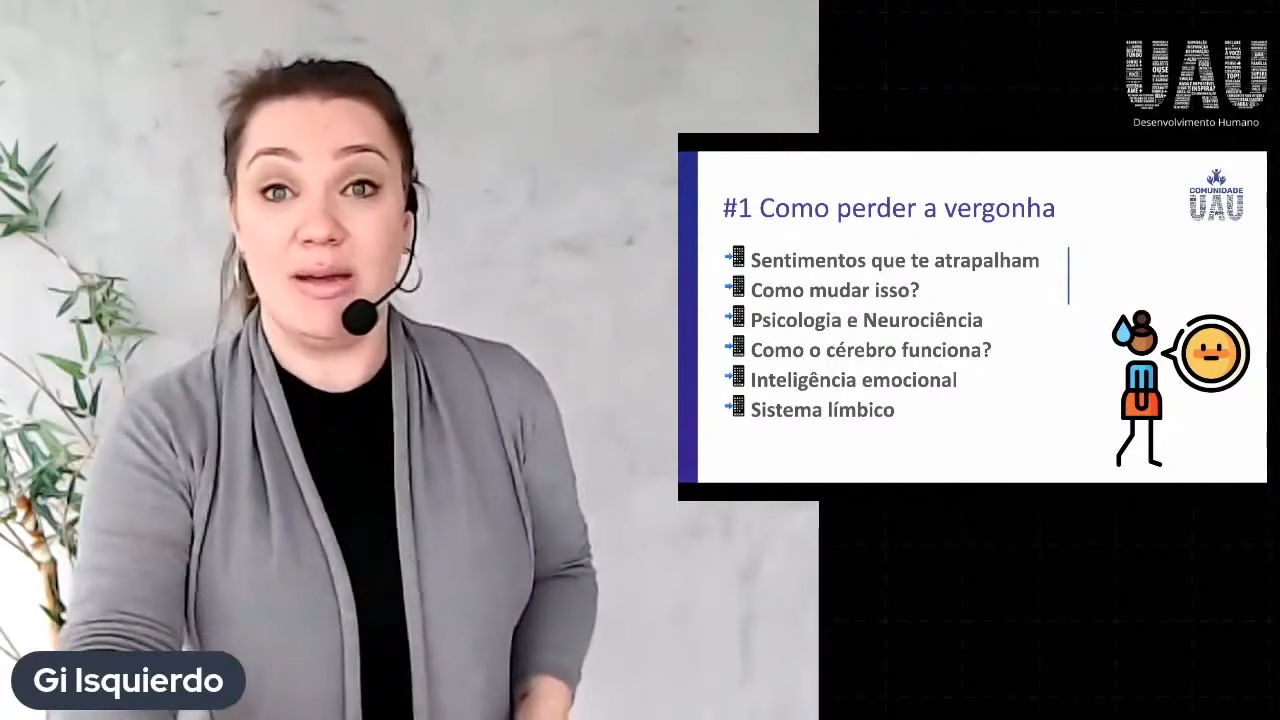 UAU
Desenvolvimento Humano
COMUNIDADE
UAU
#1 Como perder a vergonha
Sentimentos que te atrapalham
Como mudar isso?
Psicologia e Neurociência
Como o cérebro funciona?
Inteligência emocional
Sistema límbico
Gi Isquierdo